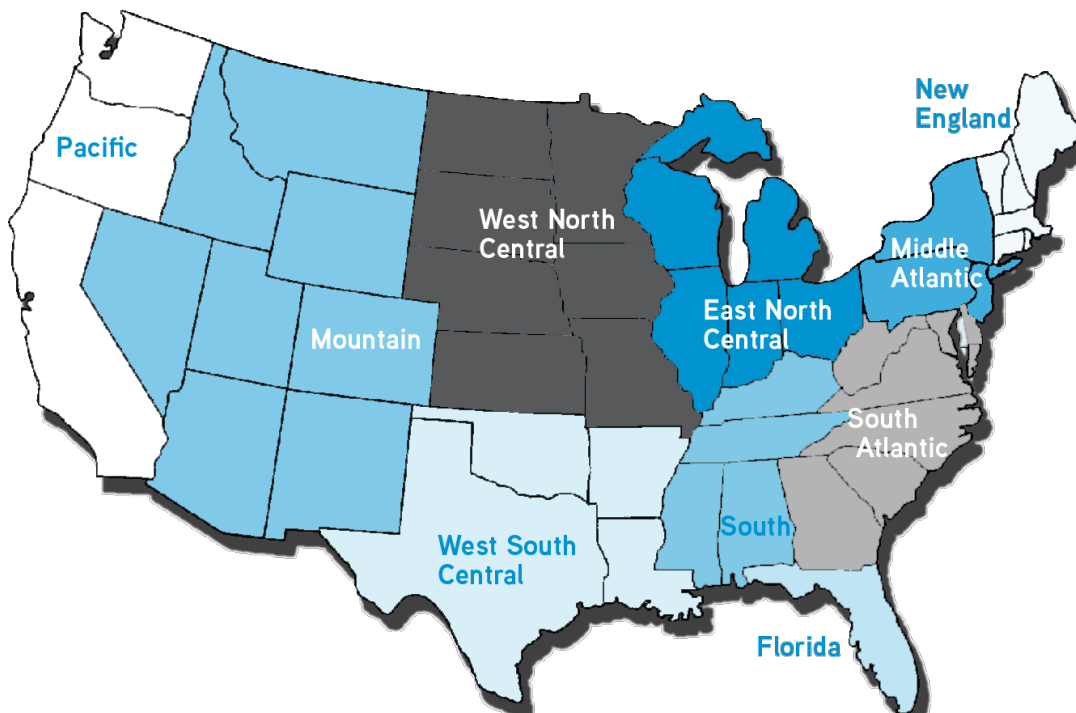 New
England
Pacific
West North
Central
Middle
Atlantic
East North
Central
Mountain
South
Atlantic
South
West South
Central
Florida